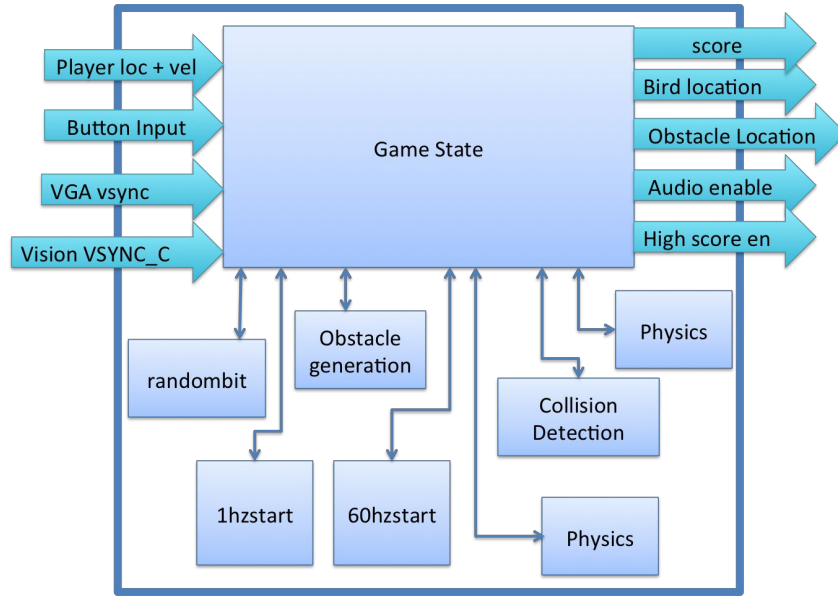 Player loc + vel
Button Input
VGA vsync
Vision VSYNC_C
Game State
score
Bird location
Obstacle Location
Audio enable
High score en
randombit
Obstacle
generation
Physics
Collision
Detection
1hzstart
60hzstart
Physics